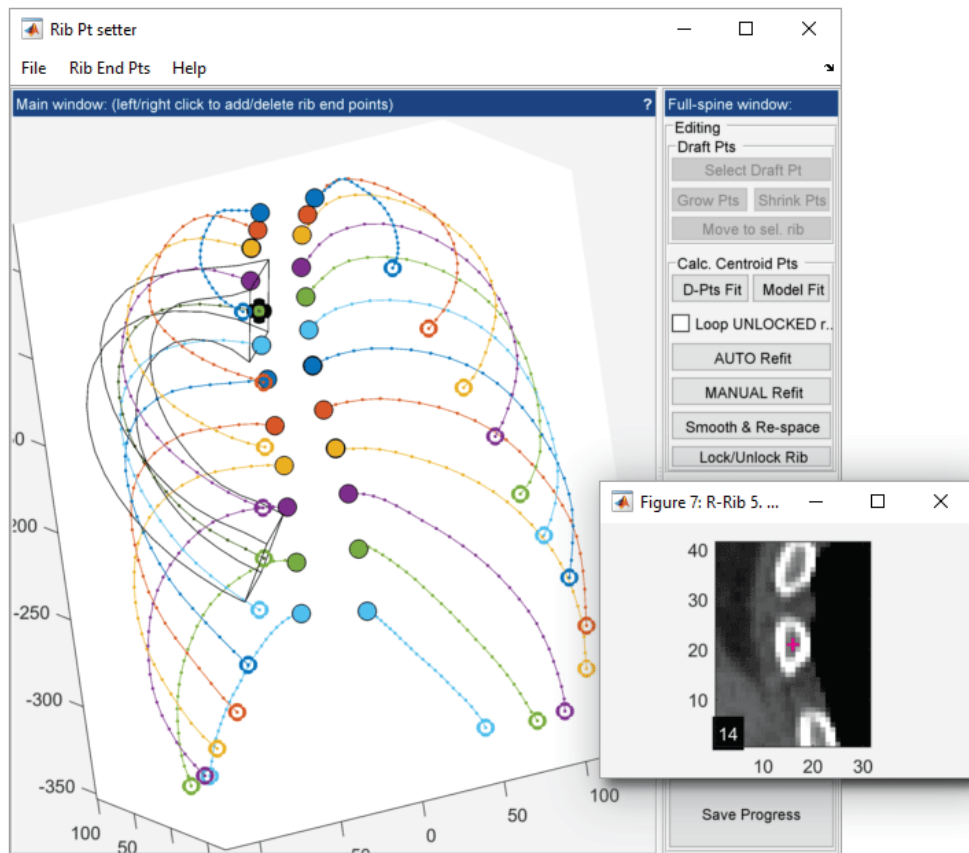 Rib Pt setter
File Rib End Pts Help
Main window: (left/right click to add/delete rib end points) ?
Full-spine window:
Editing
Draft Pts
Select Draft Pt
Grow Pts Shrink Pts
Move to sel. rib
Calc. Centroid Pts
D-Pts Fit Model Fit
Loop UNLOCKED r..
AUTO Refit
MANUAL Refit
Smooth & Re-space
Lock/Unlock Rib
Figure 7: R-Rib 5. ...
40
30
20
10
14
10 20 30
200
-250
-300
-350
100
50
0
50
100
Save Progress